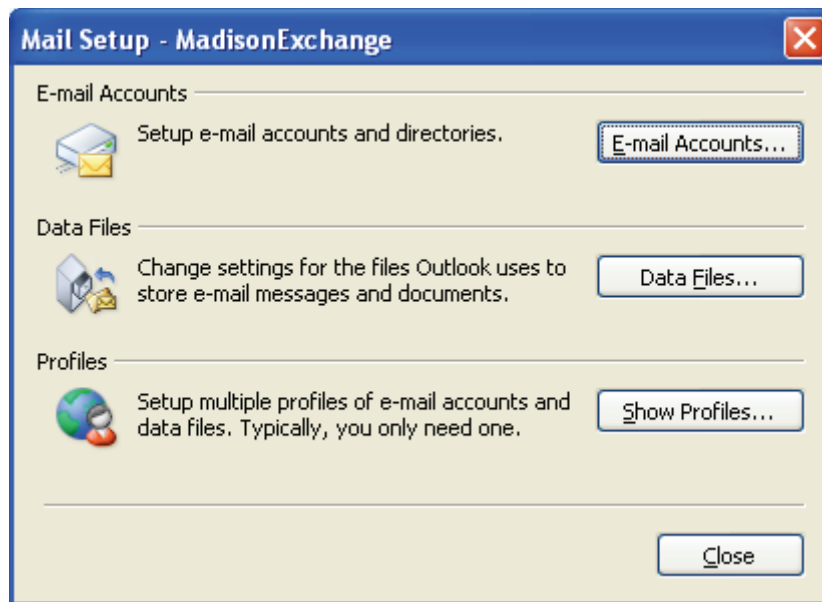 Mail Setup - MadisonExchange
E-mail Accounts
Setup e-mail accounts and directories.
E-mail Accounts...
Data Files
Change settings for the files Outlook uses to
store e-mail messages and documents.
Data Files...
Profiles
Setup multiple profiles of e-mail accounts and
data files. Typically, you only need one.
Show Profiles...
Close